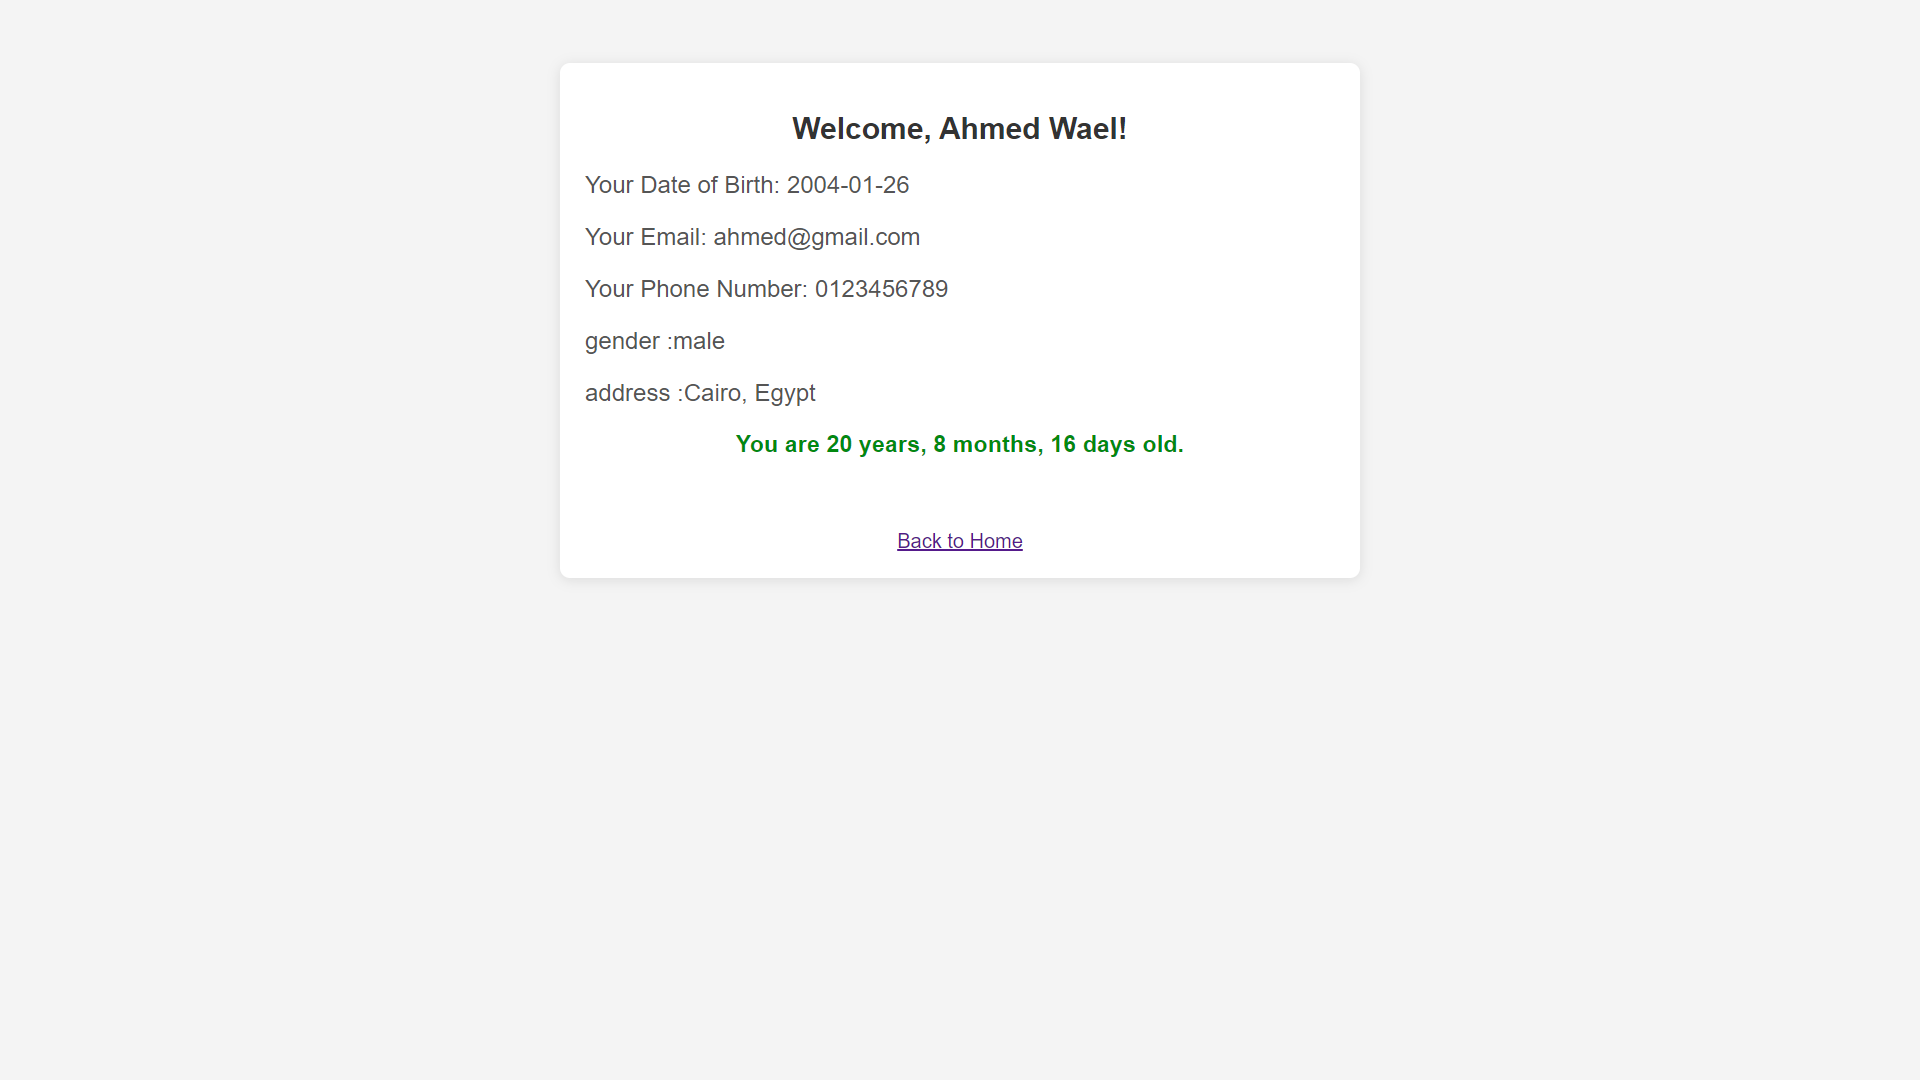 Welcome, Ahmed Wael!
Your Date of Birth: 2004-01-26
Your Email: ahmed@gmail.com
Your Phone Number: 0123456789
gender :male
address :Cairo, Egypt
You are 20 years, 8 months, 16 days old.
Back to Home